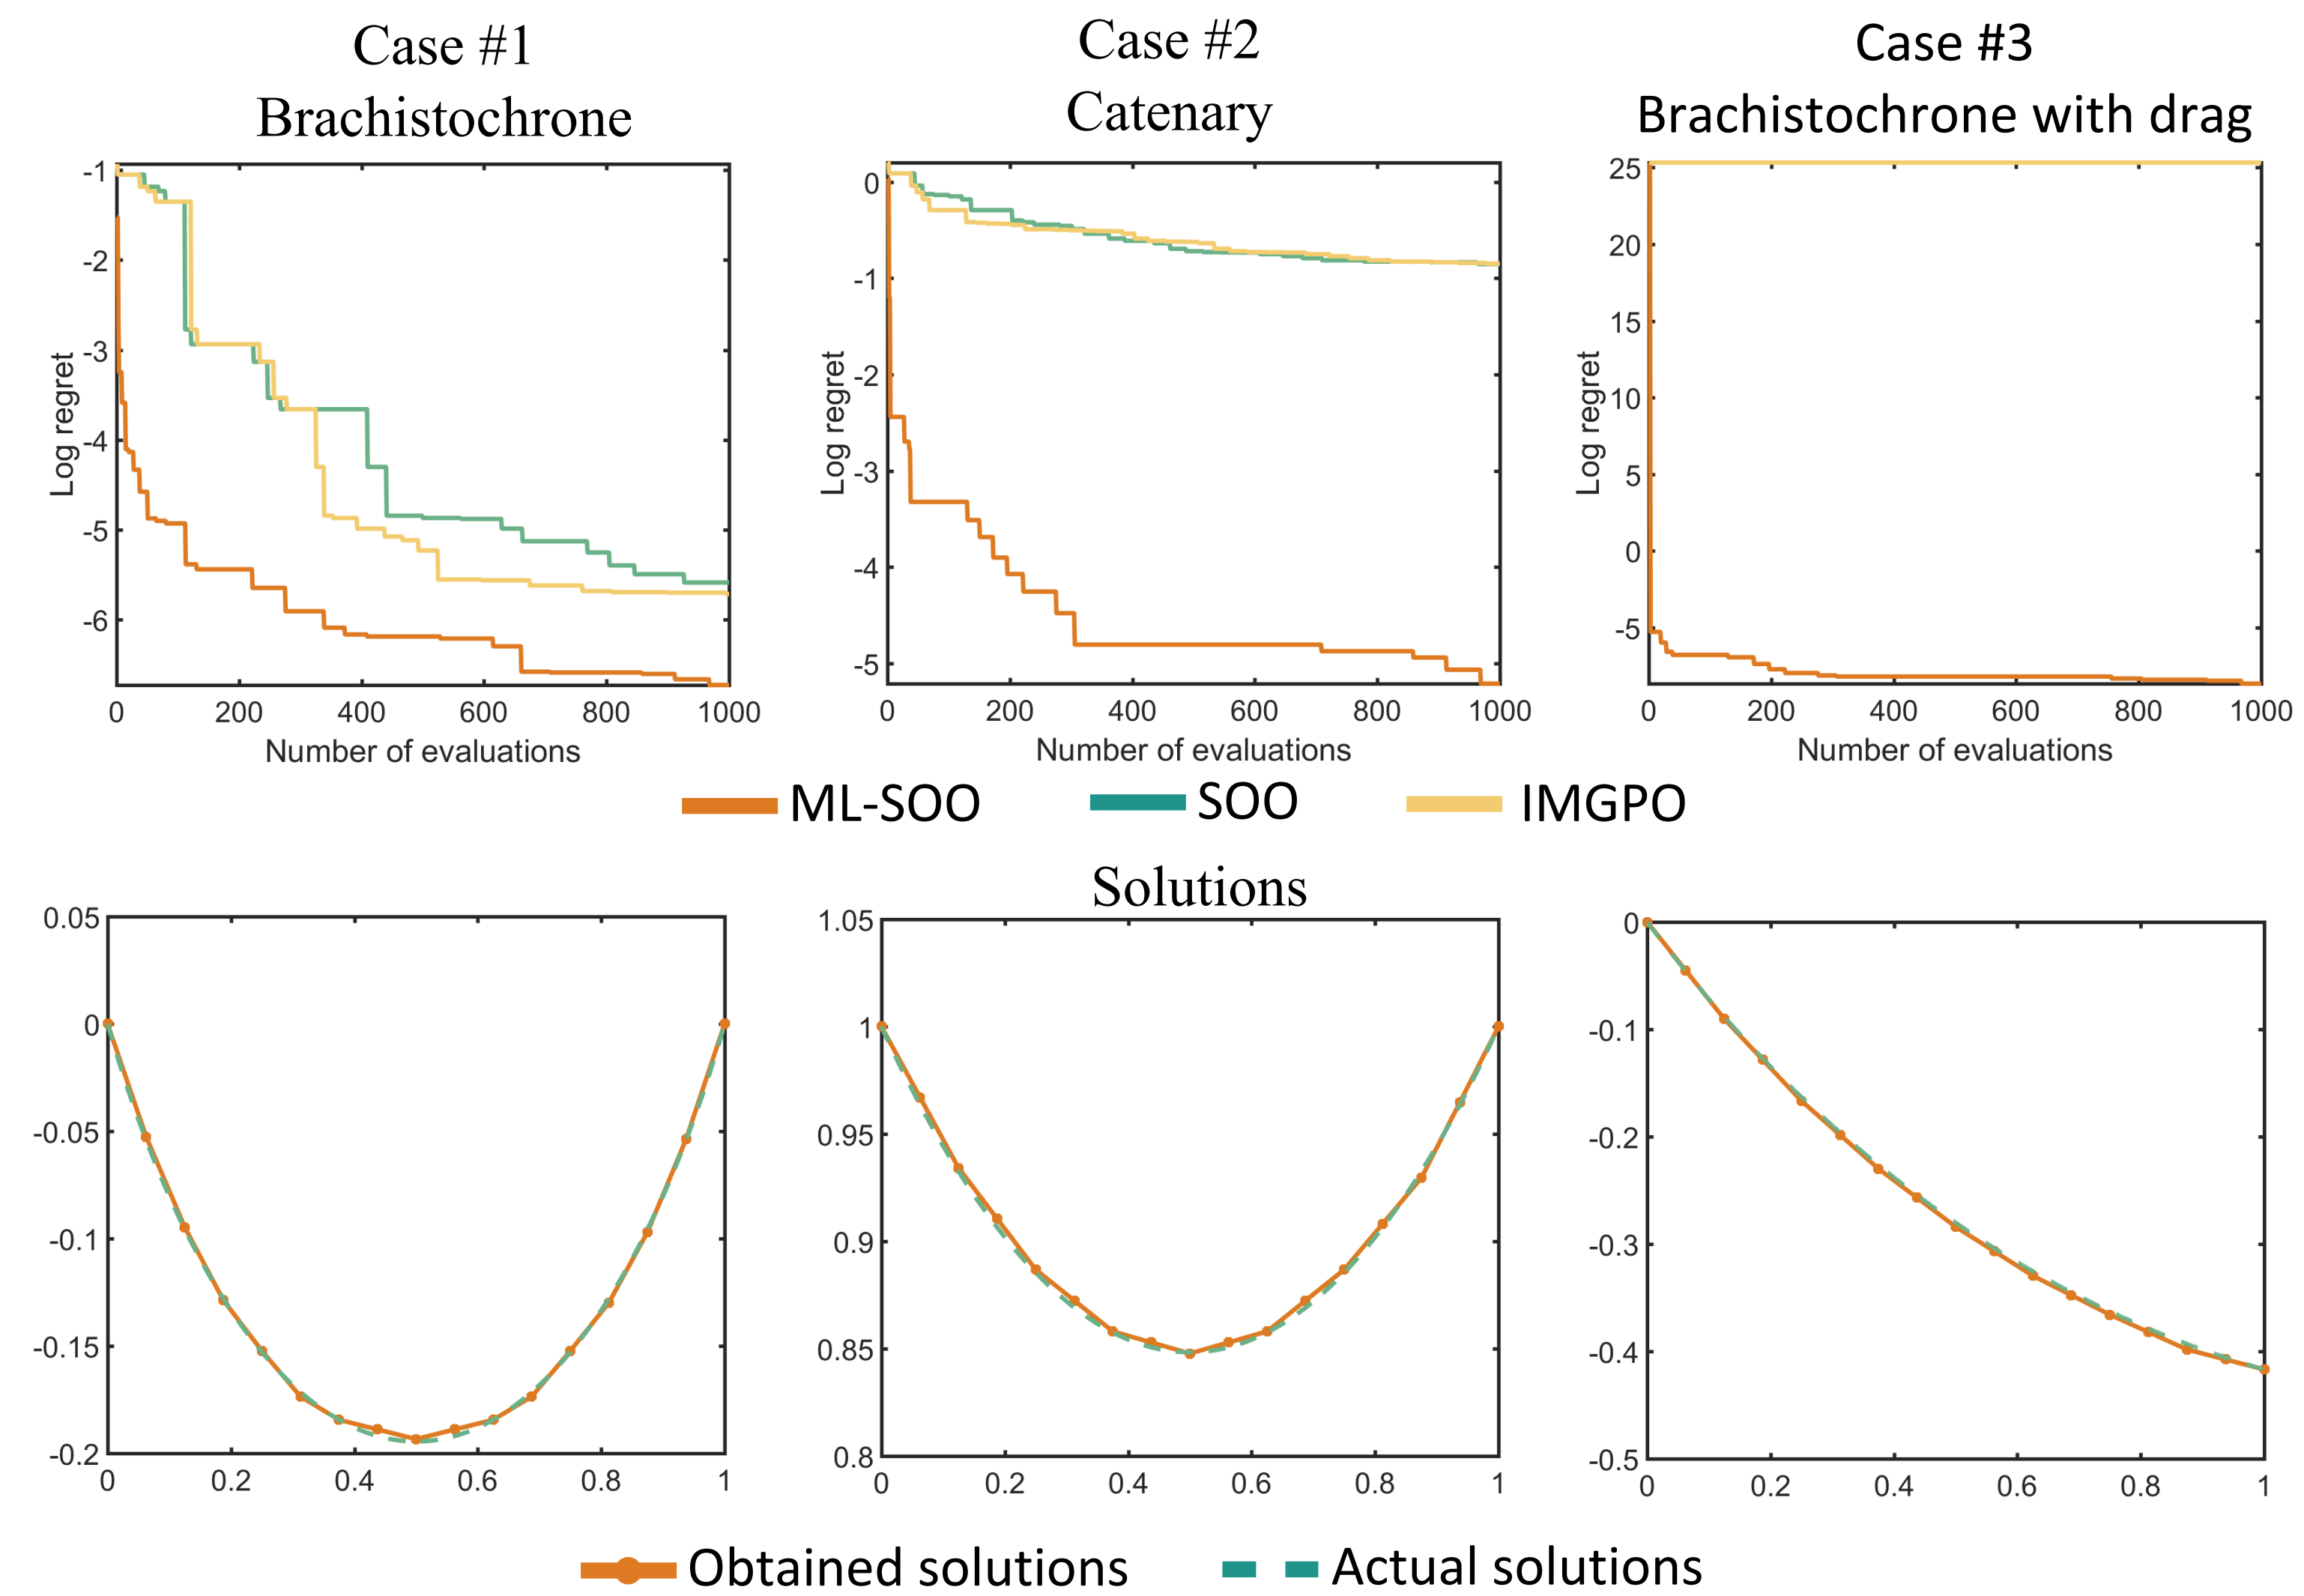 Case #1
Brachistochrone
Case #2
Catenary
Case #3
Brachistochrone with drag
-1
-2
-3
-4
-5
-6
Log regret
0 200 400 600 800 1000
Number of evaluations
0
-1
-2
-3
-4
-5
Log regret
0 200 400 600 800 1000
Number of evaluations
25
20
15
10
5
0
-5
Log regret
0 200 400 600 800 1000
Number of evaluations
ML-SOO SOO IMGPO
Solutions
0.05
0
-0.05
-0.1
-0.15
-0.2
0 0.2 0.4 0.6 0.8 1
1.05
1
0.95
0.9
0.85
0.8
0 0.2 0.4 0.6 0.8 1
0
-0.1
-0.2
-0.3
-0.4
-0.5
0 0.2 0.4 0.6 0.8 1
Obtained solutions Actual solutions